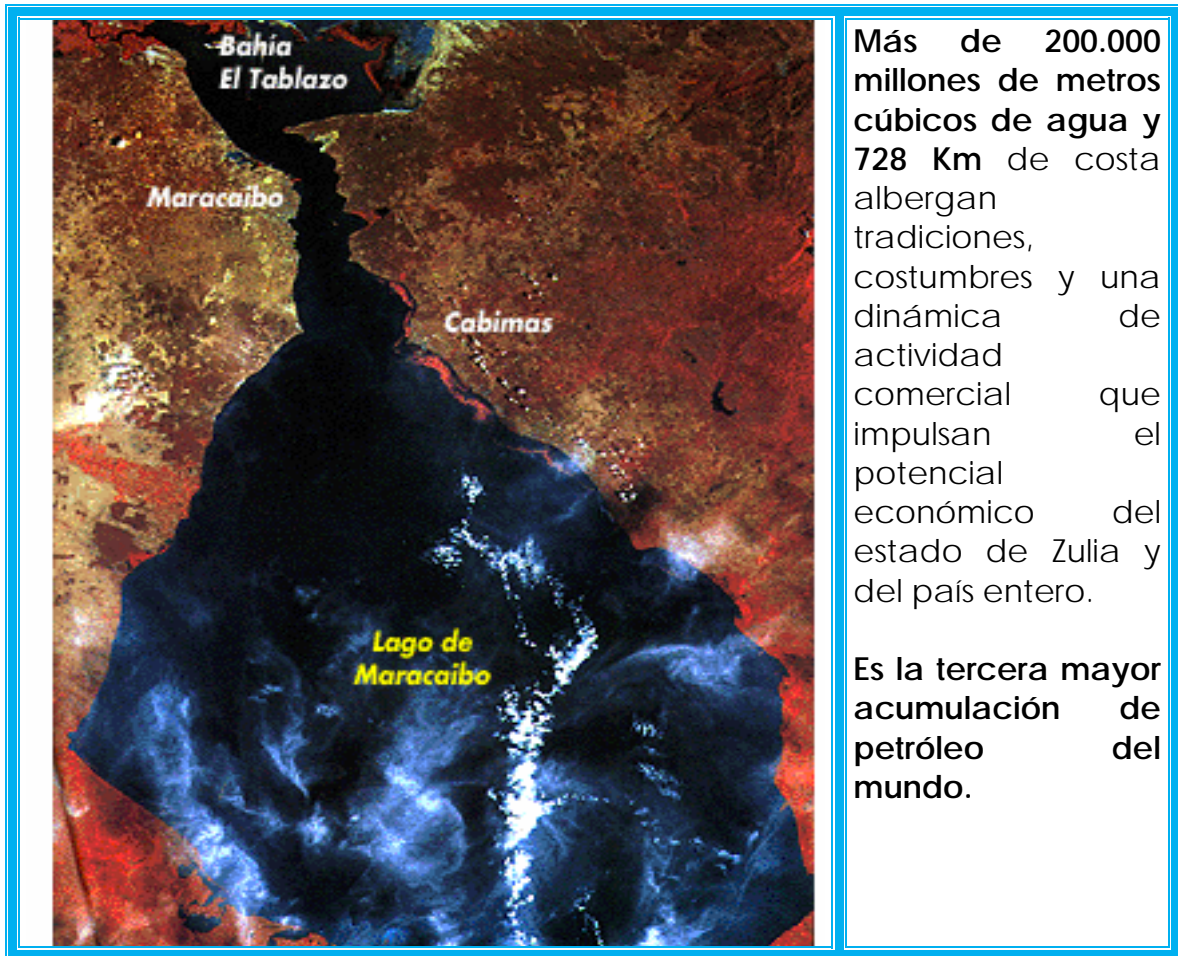 Bahía
El Tablazo
Maracaibo
Cabimas
Lago de
Maracaibo
Más de 200.000
millones de metros
cúbicos de agua y
728 Km de costa
albergan
tradiciones,
costumbres y una
dinámica de
actividad
comercial que
impulsan el
potencial
económico del
estado de Zulia y
del país entero.
Es la tercera mayor
acumulación de
petróleo del
mundo.